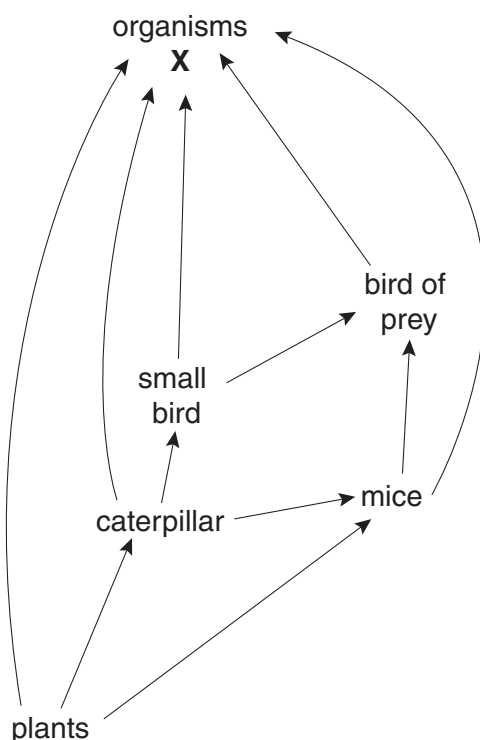 organisms
X
bird of
prey
small
bird
mice
caterpillar
plants